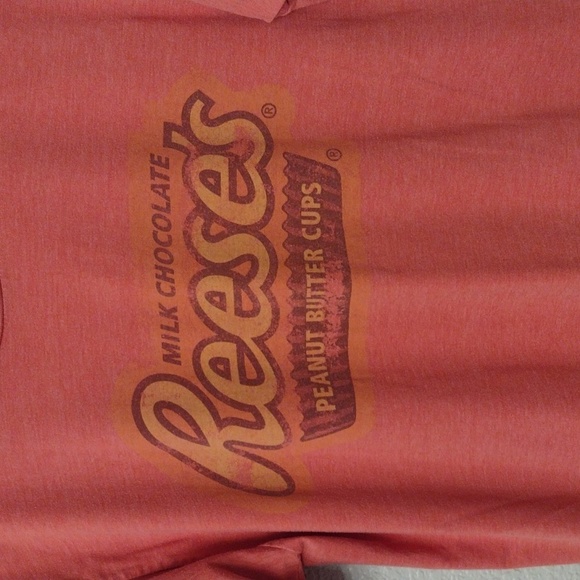 MILK CHOCOLATE
Reese's®
PEANUT BUTTER CUPS®